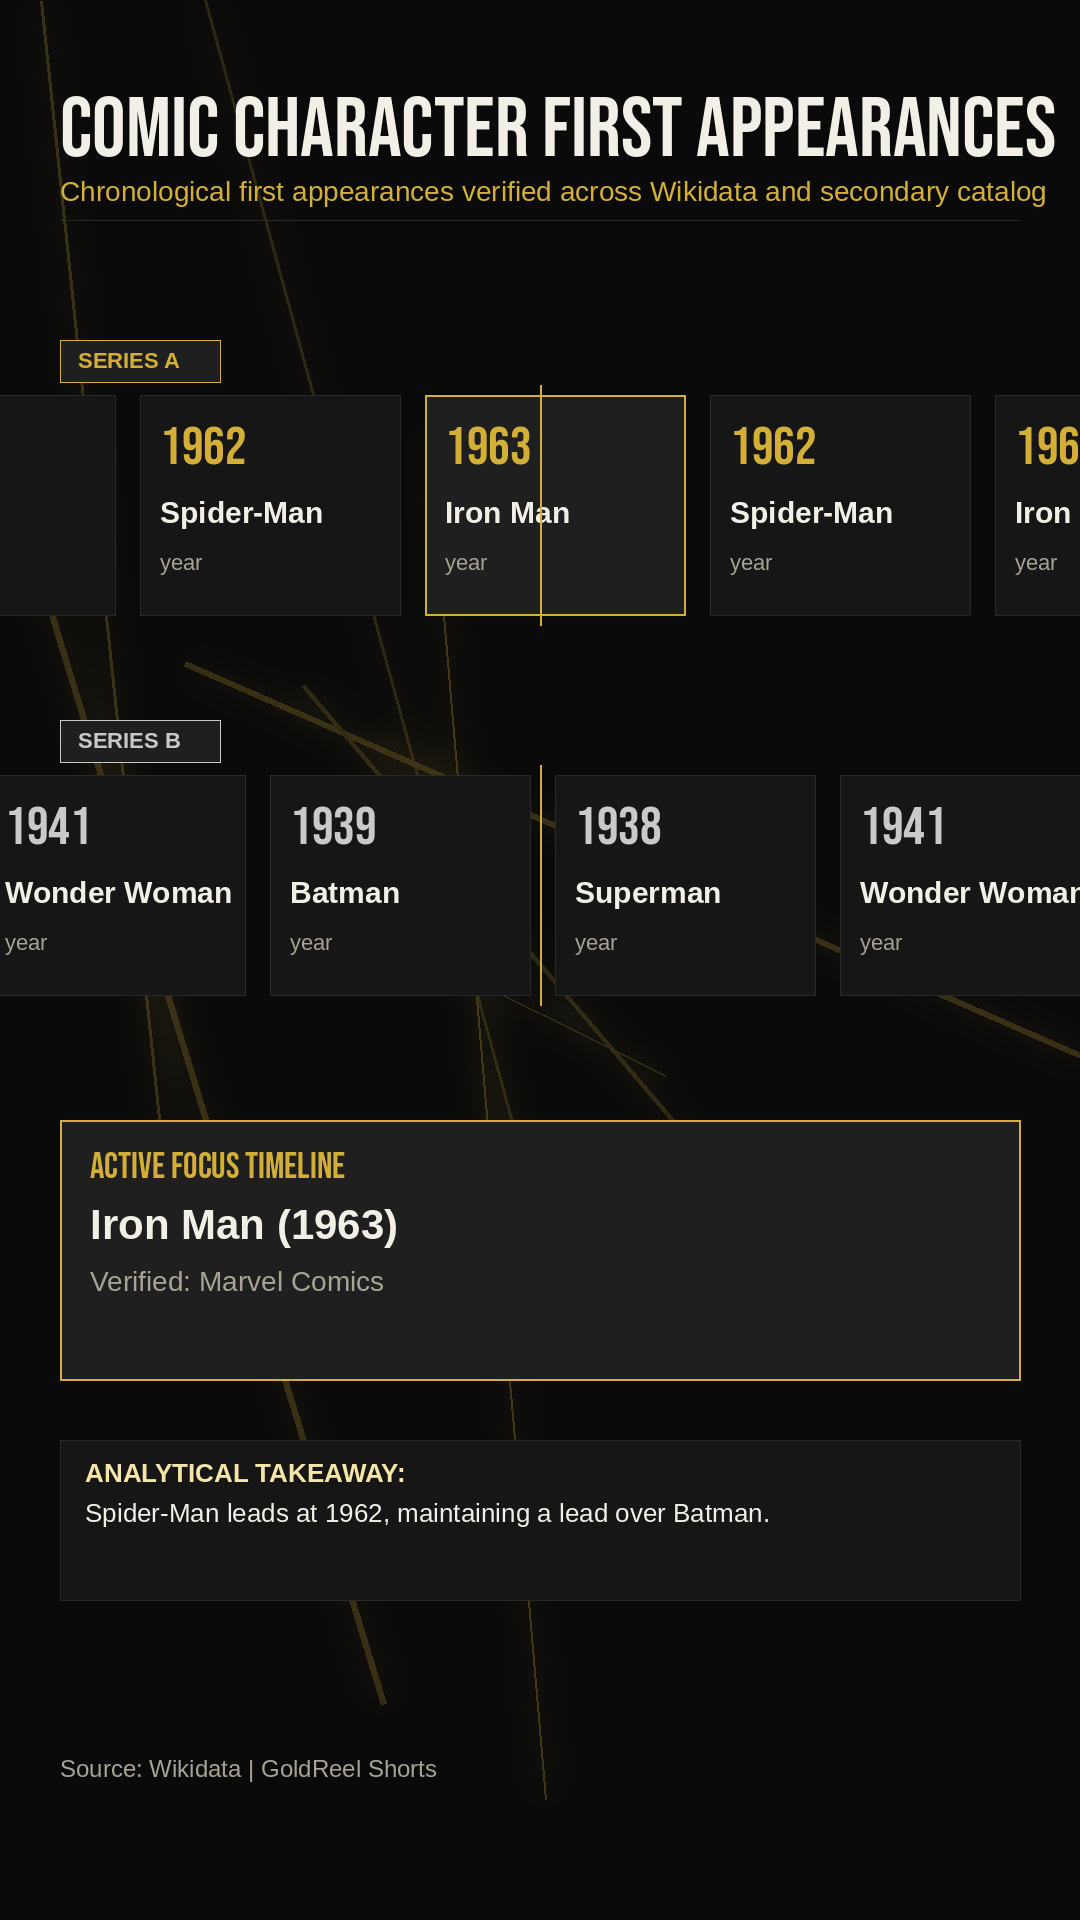 COMIC CHARACTER FIRST APPEARANCES
Chronological first appearances verified across Wikidata and secondary catalog
SERIES A
1962 1963 1962 196
Spider-Man Iron Man Spider-Man Iron
year year year year
SERIES B
1941 1939 1938 1941
Wonder Woman Batman Superman Wonder Woman
year year year year
ACTIVE FOCUS TIMELINE
Iron Man (1963)
Verified: Marvel Comics
ANALYTICAL TAKEAWAY:
Spider-Man leads at 1962, maintaining a lead over Batman.
Source: Wikidata | GoldReel Shorts